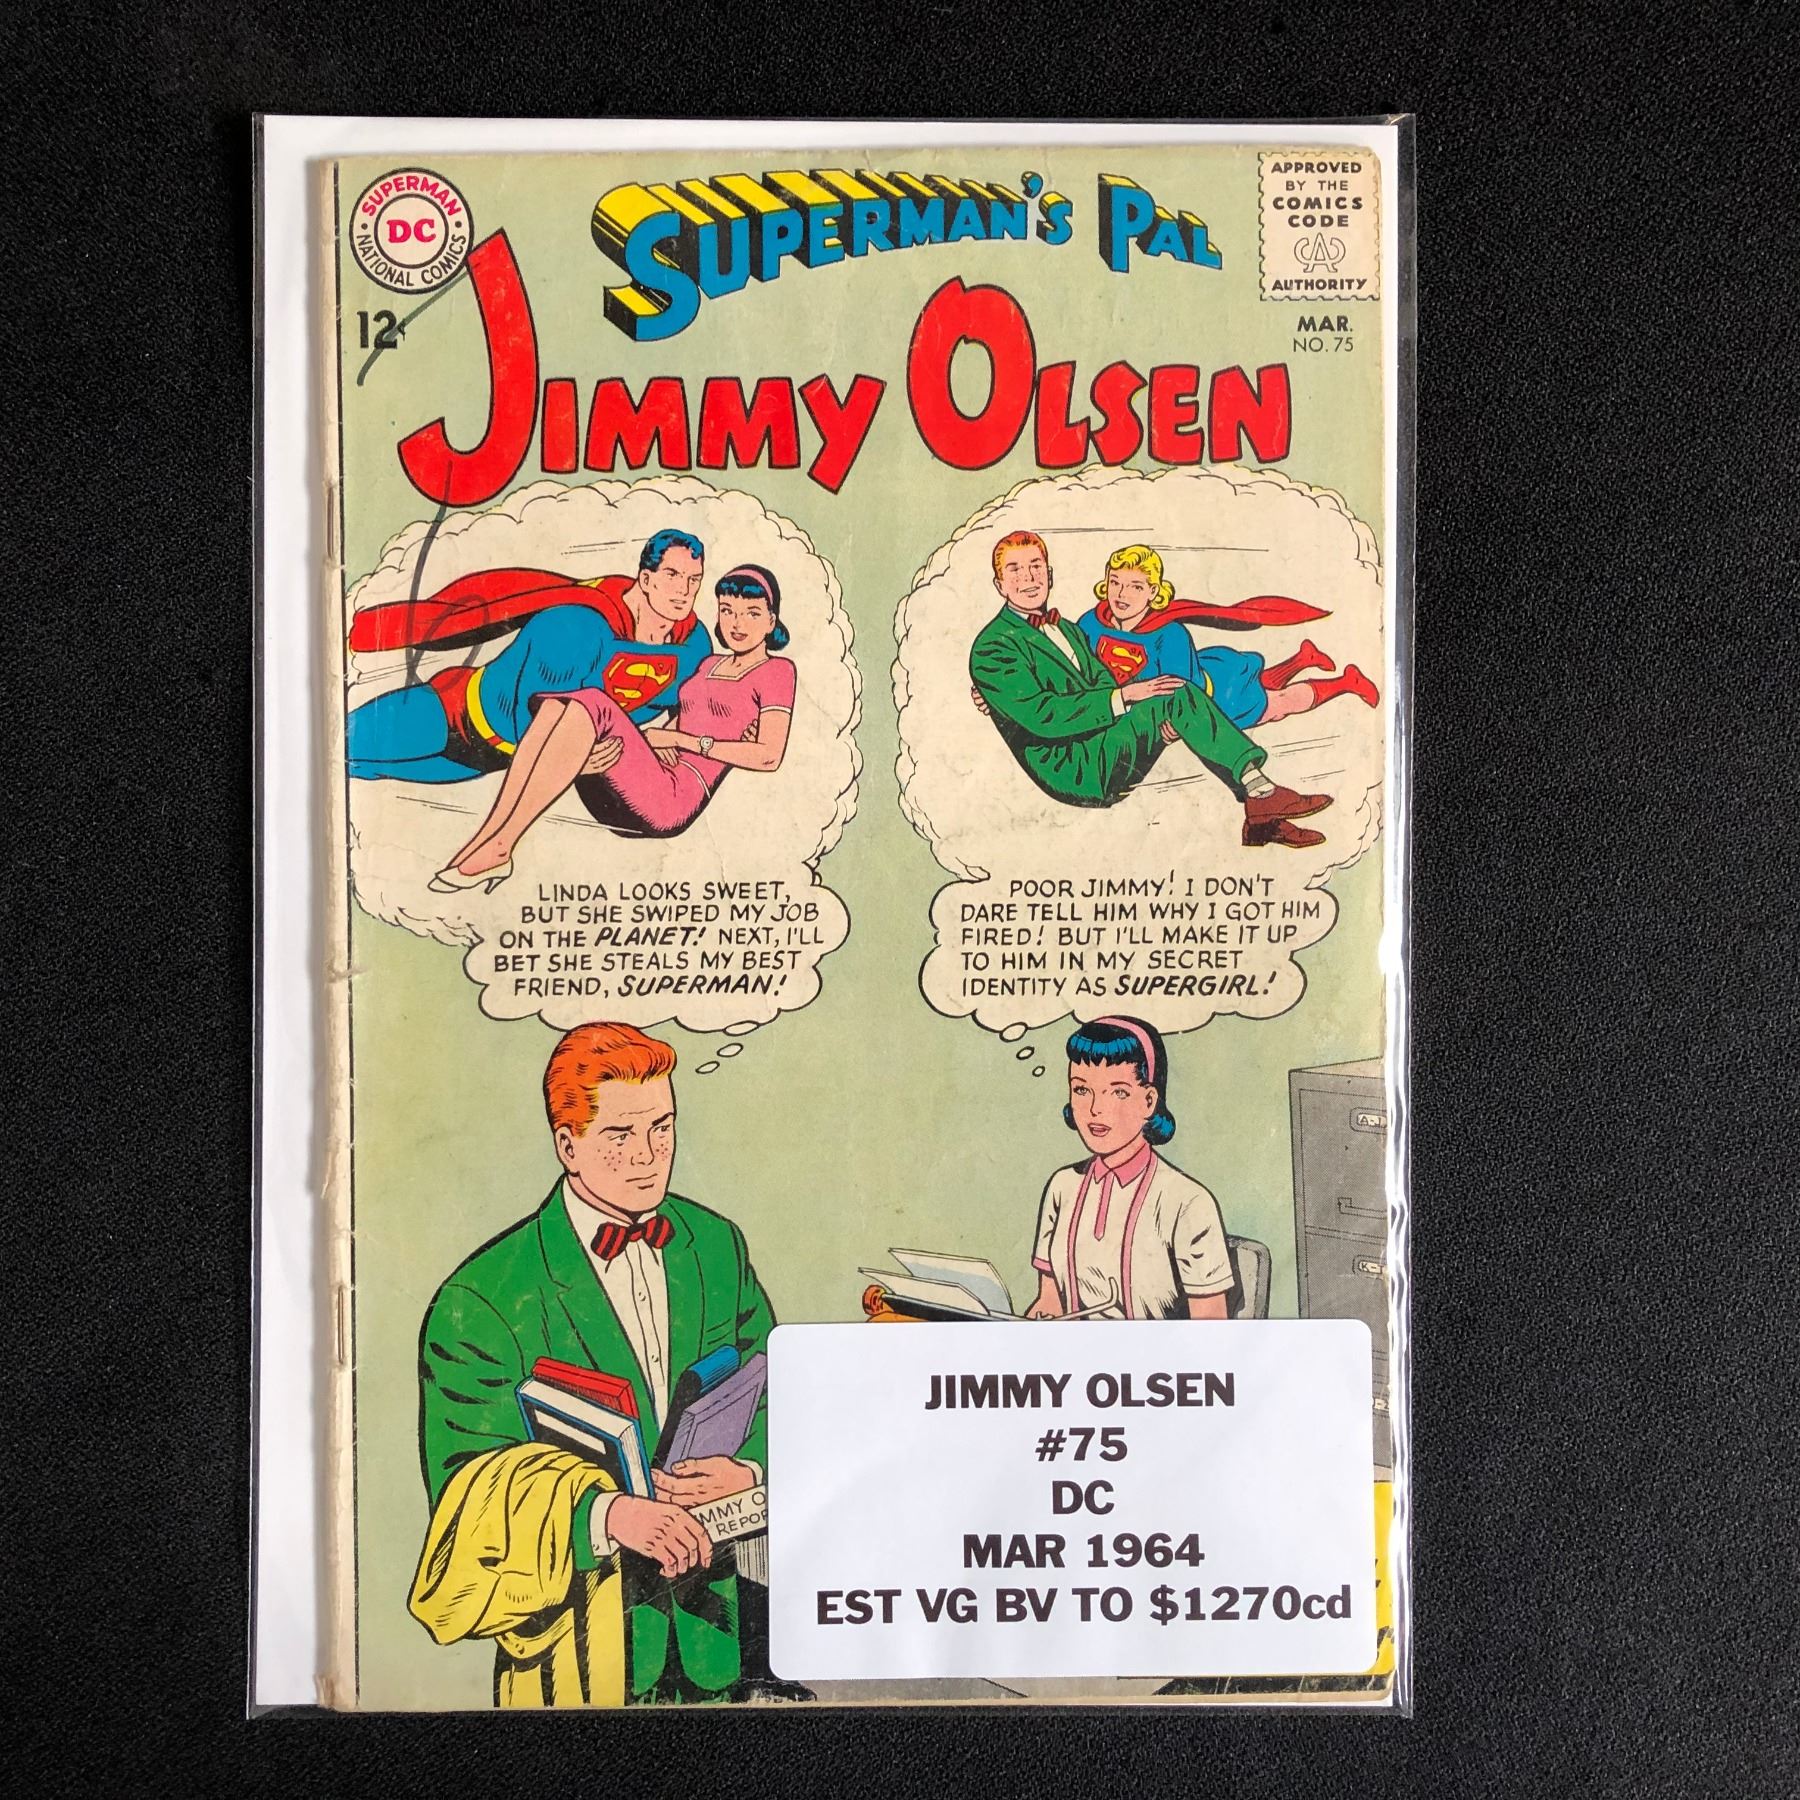 SUPERMAN
DC
NATIONAL COMICS
SUPERMAN'S PAL
APPROVED
BY THE
COMICS
CODE
CA
AUTHORITY
12¢
JIMMY OLSEN
MAR.
NO. 75
LINDA LOOKS SWEET,
BUT SHE SWIPED MY JOB
ON THE PLANET! NEXT, I'LL
BET SHE STEALS MY BEST
FRIEND, SUPERMAN!
POOR JIMMY! I DON'T
DARE TELL HIM WHY I GOT HIM
FIRED! BUT I'LL MAKE IT UP
TO HIM IN MY SECRET
IDENTITY AS SUPERGIRL!
A-J
K-
MMY O
REPOR
JIMMY OLSEN
#75
DC
MAR 1964
EST VG BV TO $1270cd